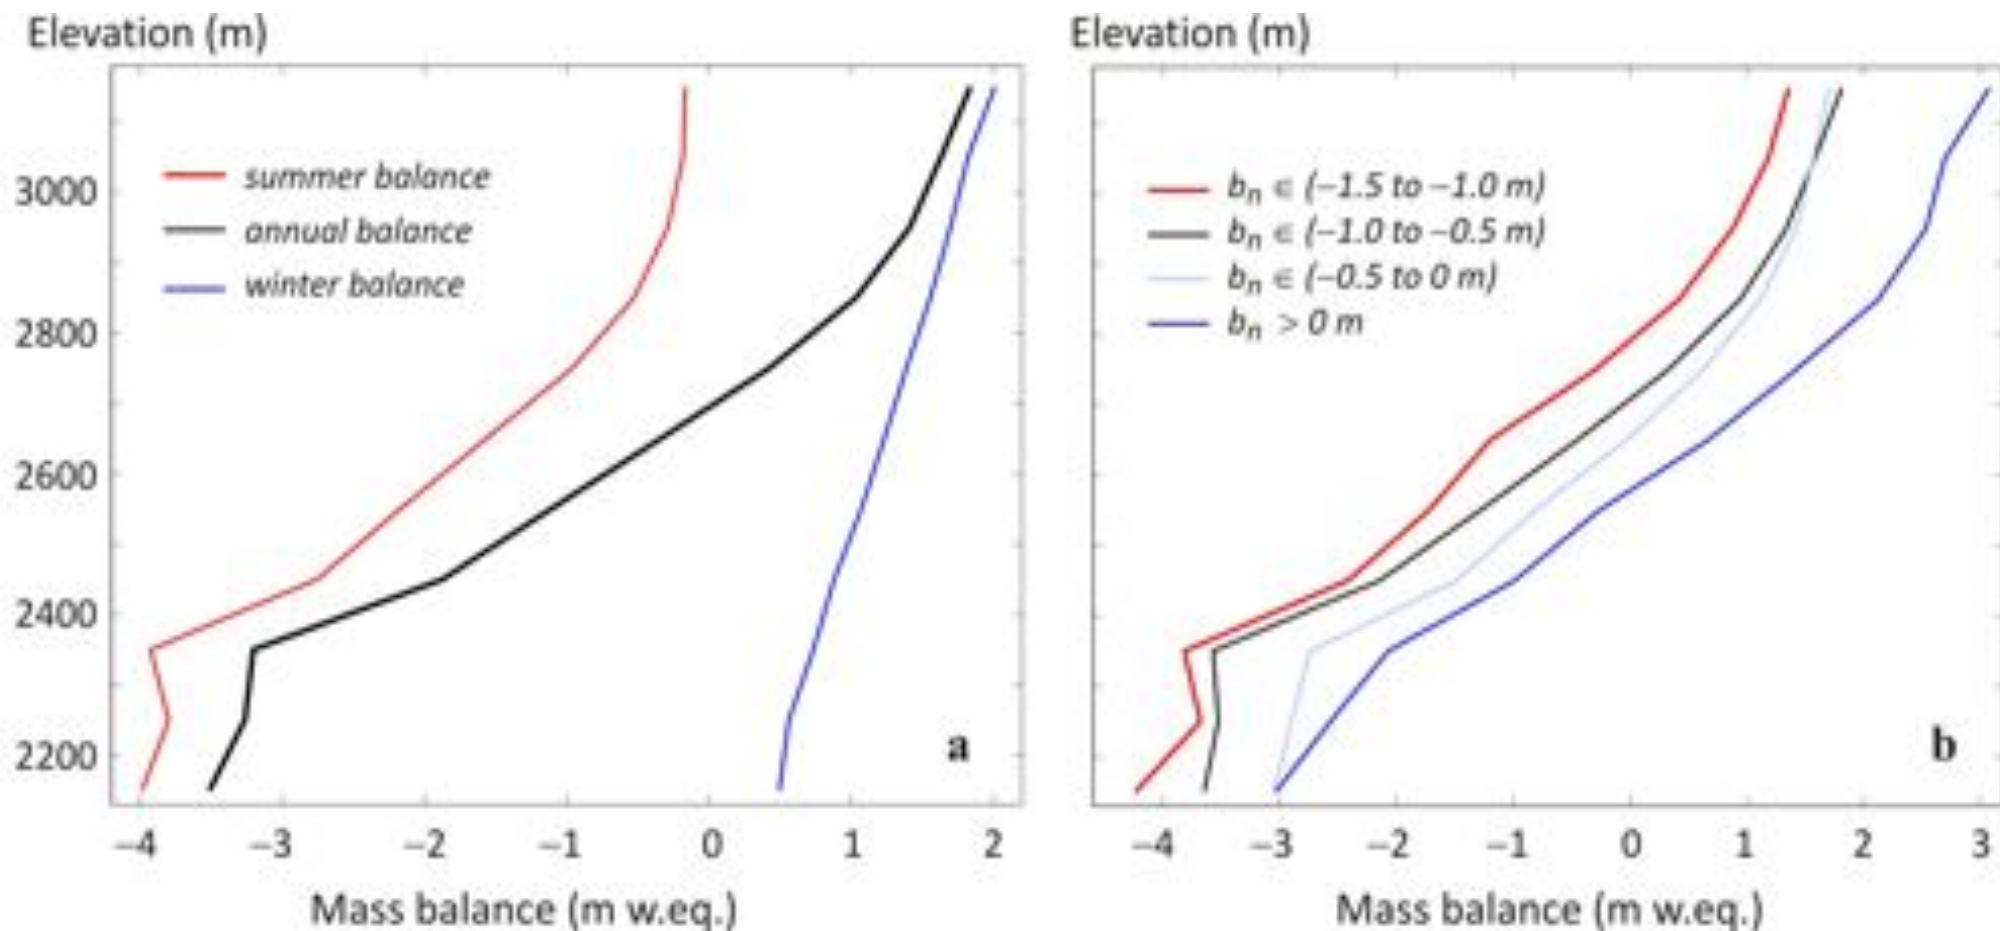 Elevation (m)
3000
2800
2600
2400
2200
summer balance
annual balance
winter balance
a
−4 −3 −2 −1 0 1 2
Mass balance (m w.eq.)
Elevation (m)
bn ∈ (−1.5 to −1.0 m)
bn ∈ (−1.0 to −0.5 m)
bn ∈ (−0.5 to 0 m)
bn > 0 m
b
−4 −3 −2 −1 0 1 2 3
Mass balance (m w.eq.)